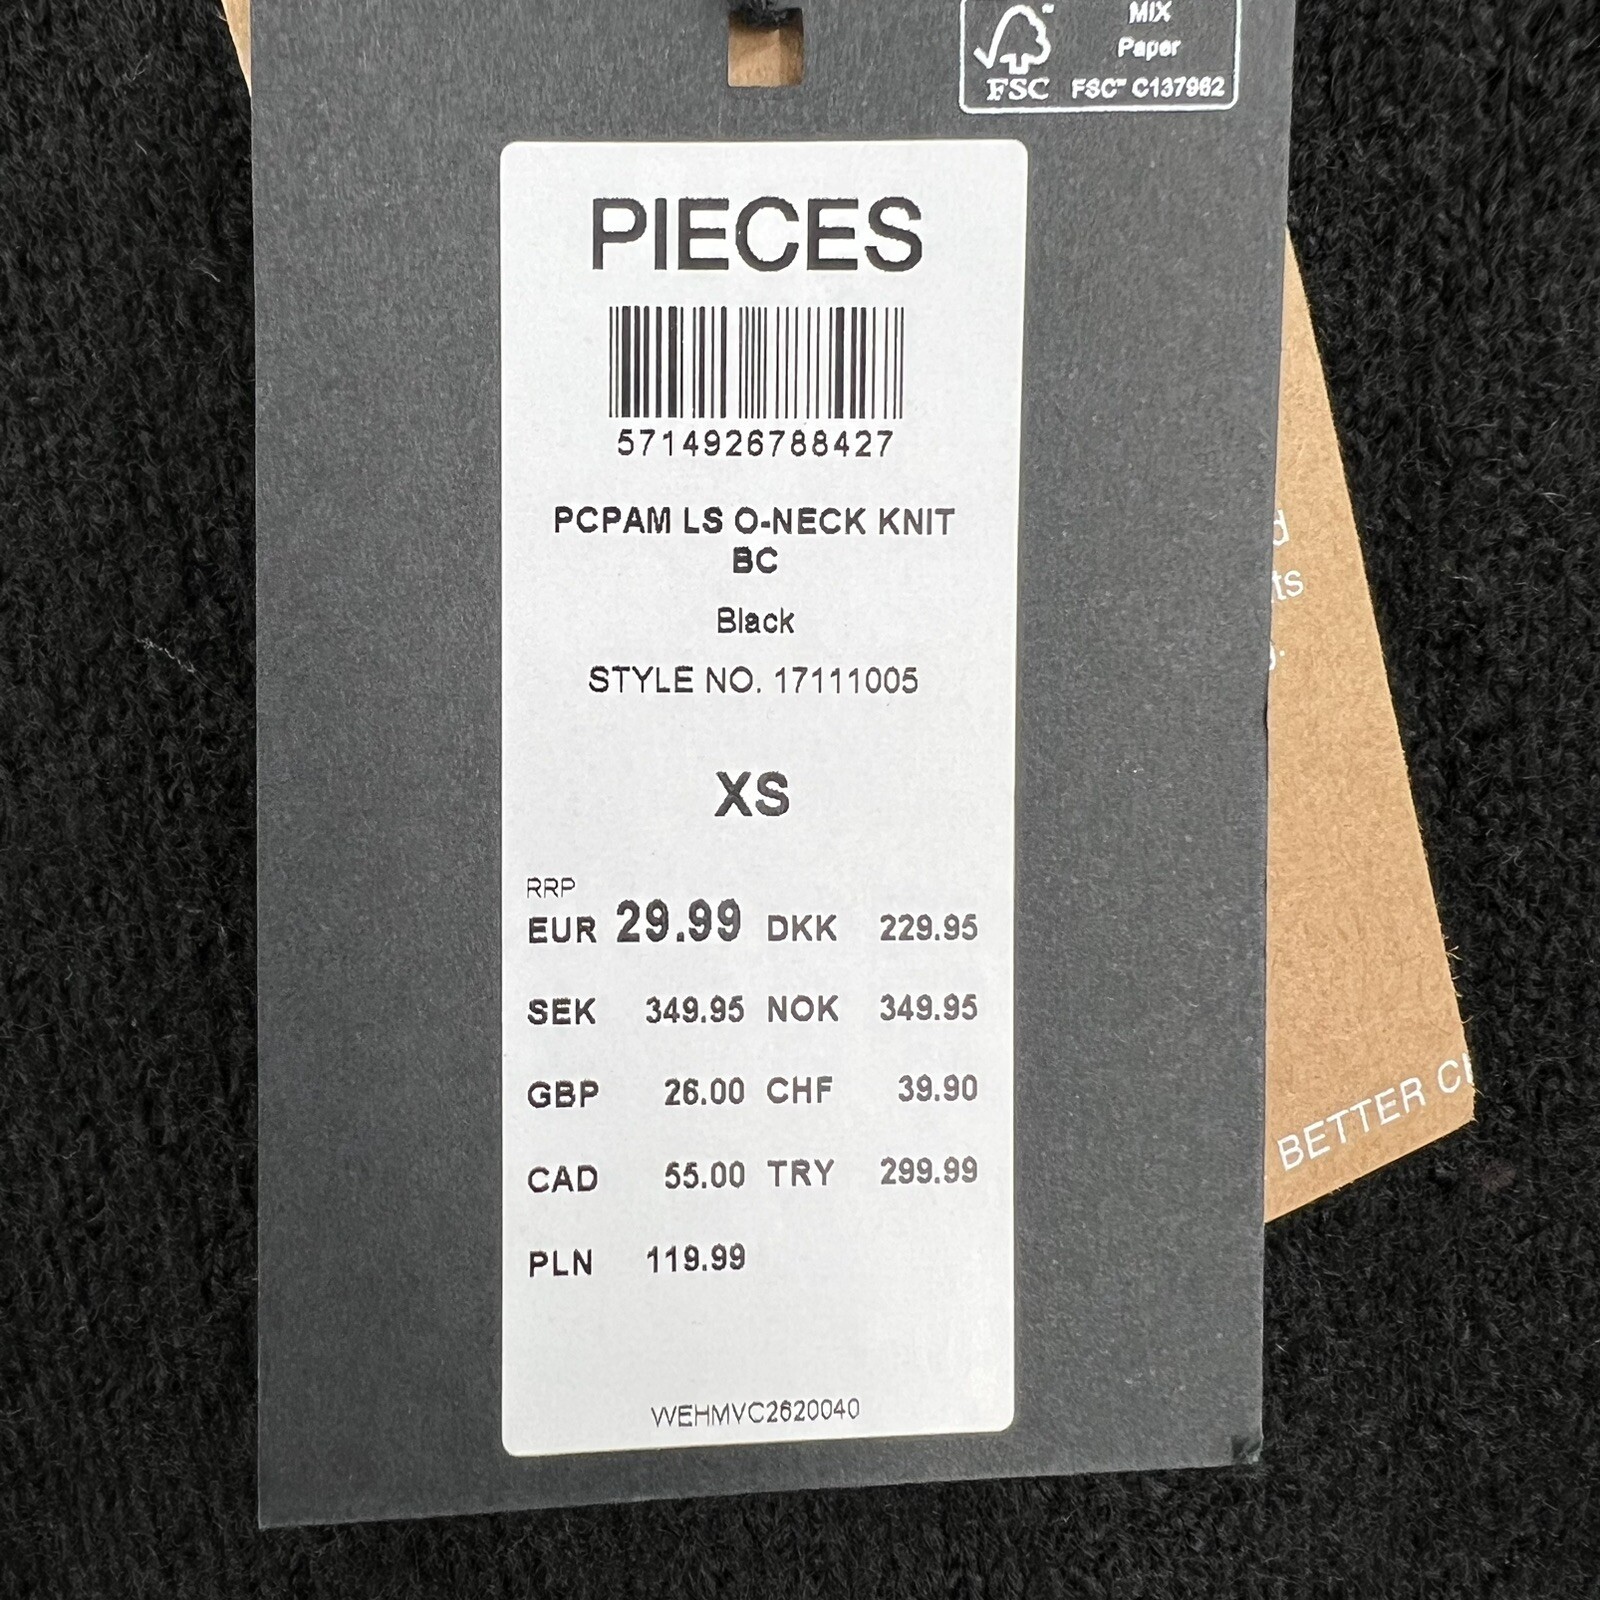 MIX
Paper
FSC
FSC™ C137962
PIECES
5714926788427
PCPAM LS O-NECK KNIT
BC
Black
STYLE NO. 17111005
XS
RRP
EUR 29.99 DKK 229.95
SEK 349.95 NOK 349.95
GBP 26.00 CHF 39.90
CAD 55.00 TRY 299.99
PLN 119.99
WEHMVC2620040
BETTER